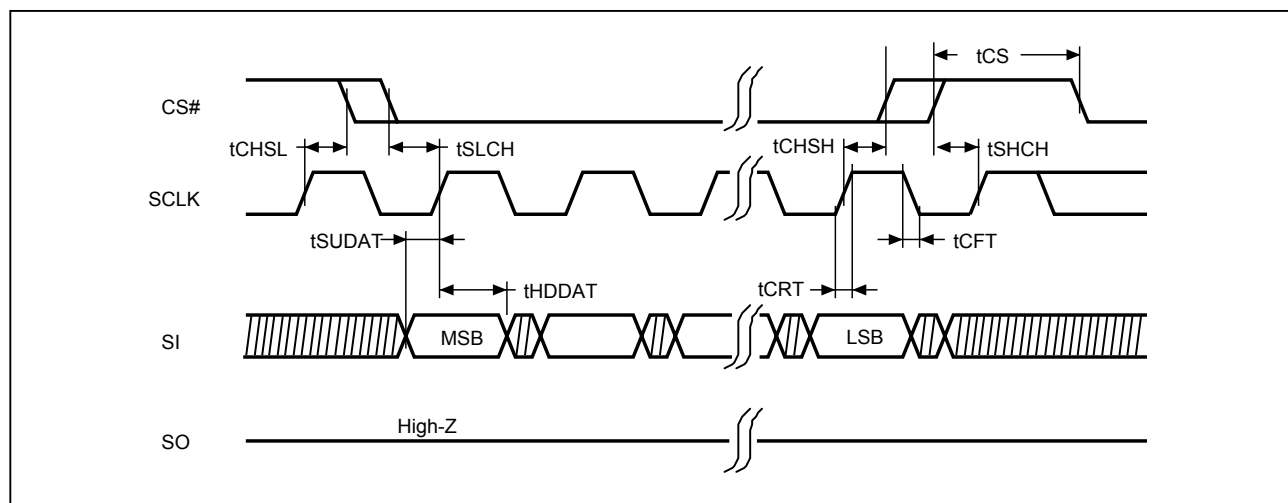 tCS
CS#
tCHSL
tSLCH
tCHSH
tSHCH
SCLK
tSUDAT
tCFT
tHDDAT
tCRT
SI
MSB
LSB
High-Z
SO